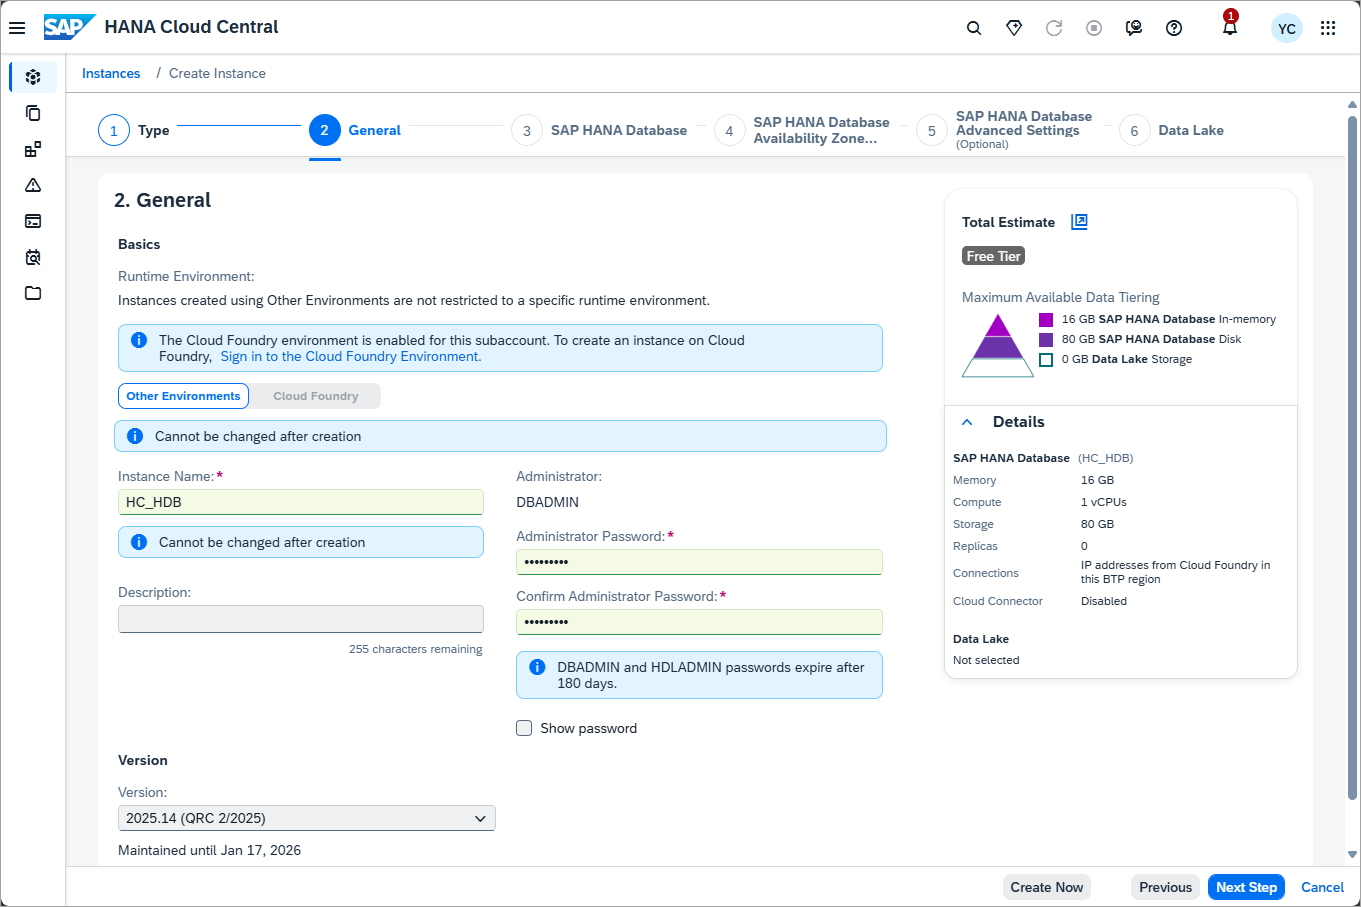 SAP HANA Cloud Central
1
YC
Instances / Create Instance
1 Type
2 General
3 SAP HANA Database
4 SAP HANA Database
Availability Zone...
5 SAP HANA Database
Advanced Settings
(Optional)
6 Data Lake
2. General
Basics
Runtime Environment:
Instances created using Other Environments are not restricted to a specific runtime environment.
The Cloud Foundry environment is enabled for this subaccount. To create an instance on Cloud
Foundry, Sign in to the Cloud Foundry Environment.
Other Environments Cloud Foundry
Cannot be changed after creation
Instance Name:*
HC_HDB
Cannot be changed after creation
Description:
255 characters remaining
Administrator:
DBADMIN
Administrator Password:*
•••••••••
Confirm Administrator Password:*
•••••••••
DBADMIN and HDLADMIN passwords expire after
180 days.
Show password
Version
Version:
2025.14 (QRC 2/2025)
Maintained until Jan 17, 2026
Total Estimate
Free Tier
Maximum Available Data Tiering
16 GB SAP HANA Database In-memory
80 GB SAP HANA Database Disk
0 GB Data Lake Storage
Details
SAP HANA Database (HC_HDB)
Memory 16 GB
Compute 1 vCPUs
Storage 80 GB
Replicas 0
Connections IP addresses from Cloud Foundry in
this BTP region
Cloud Connector Disabled
Data Lake
Not selected
Create Now Previous Next Step Cancel